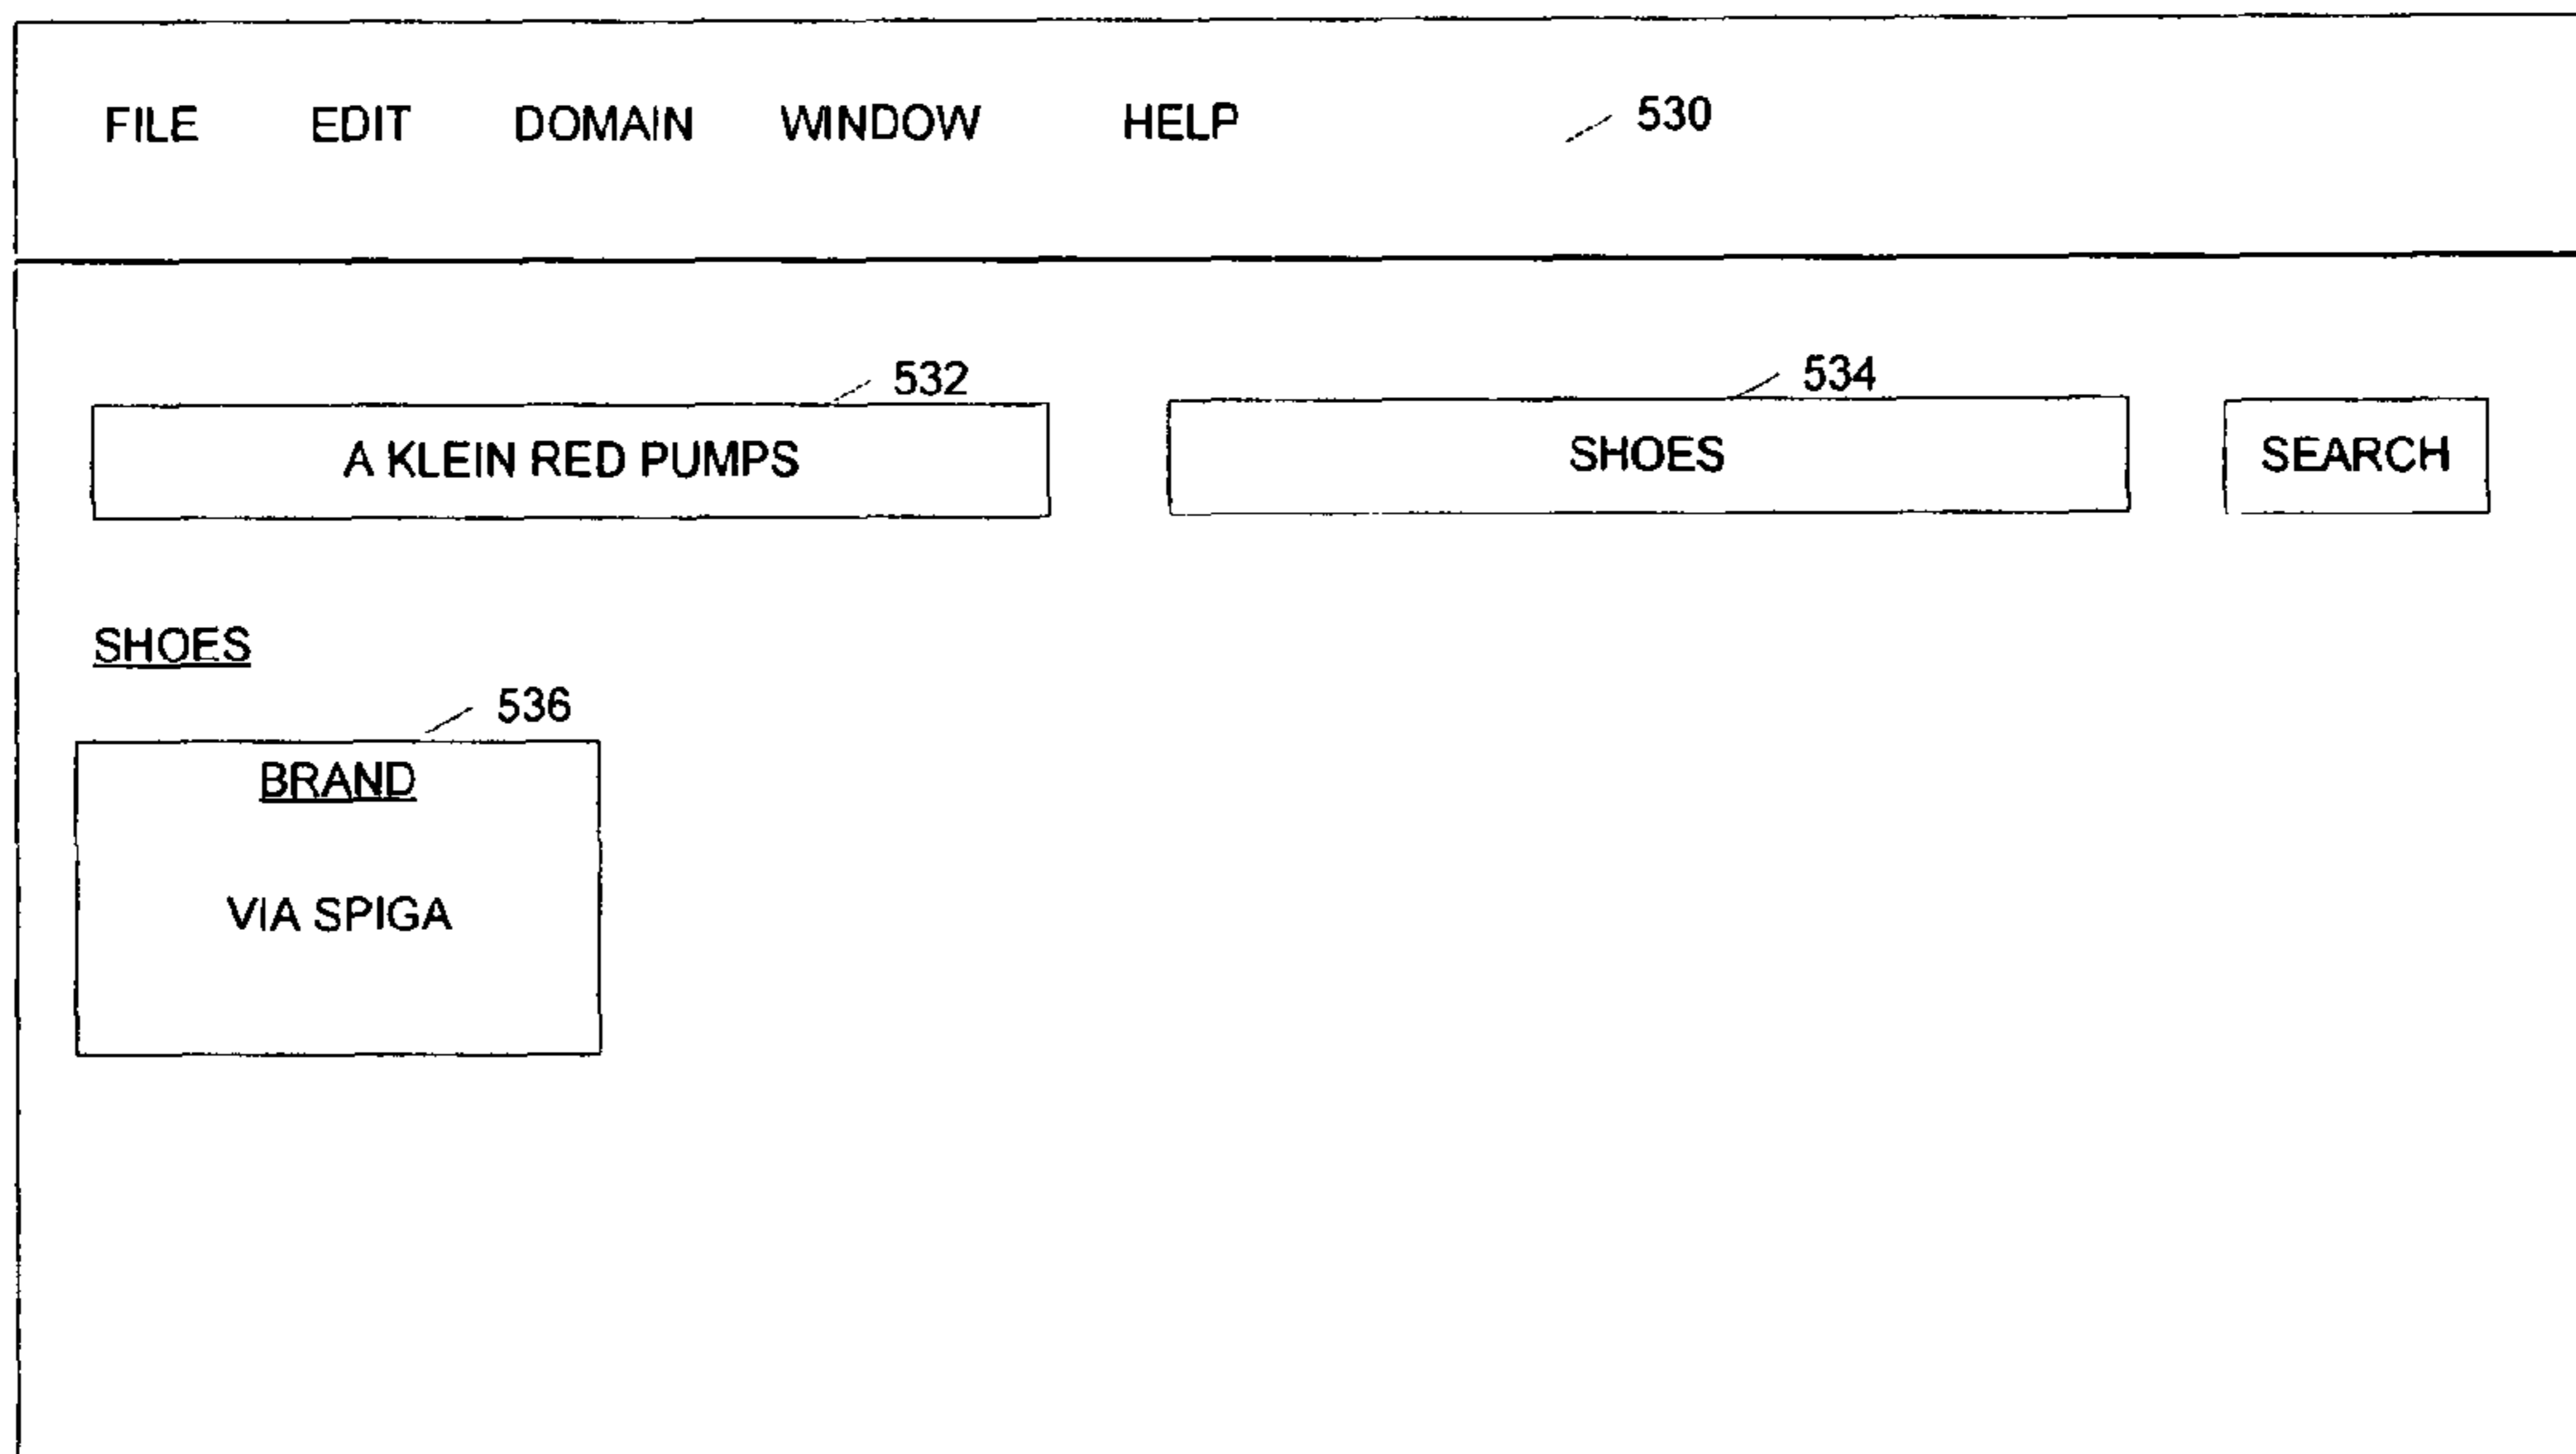 FILE EDIT DOMAIN WINDOW HELP 530
532 534
A KLEIN RED PUMPS SHOES SEARCH
SHOES
536
BRAND
VIA SPIGA